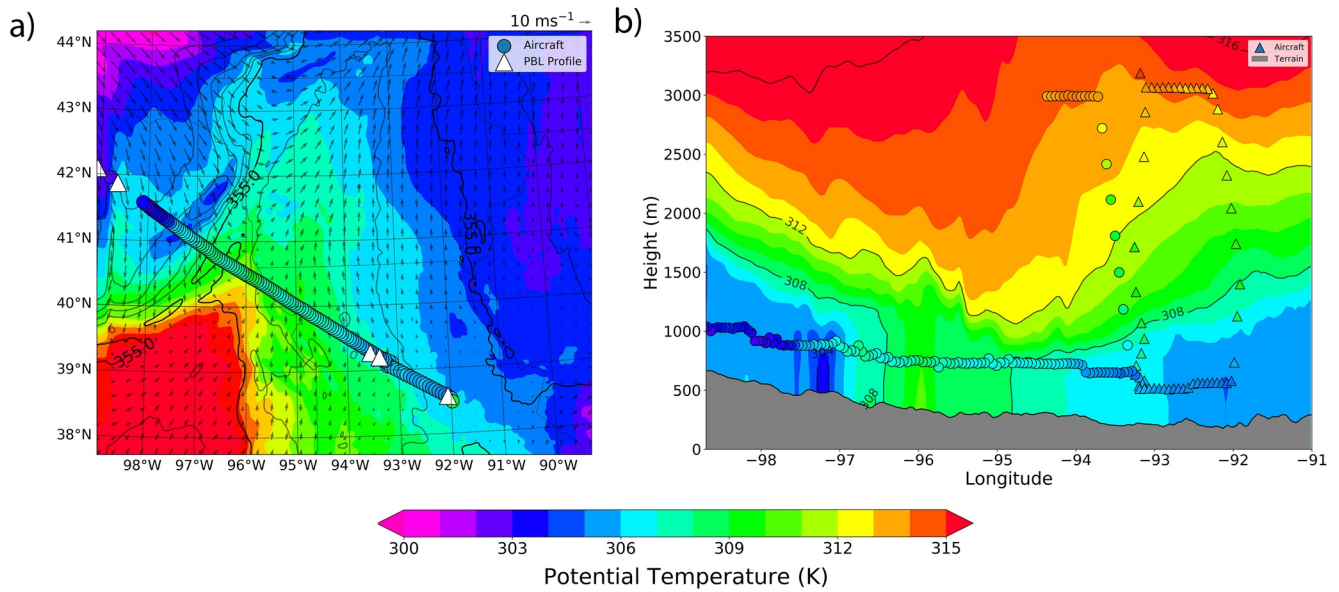 a)
10 ms⁻¹
44°N
43°N
42°N
41°N
40°N
39°N
38°N
98°W 97°W 96°W 95°W 94°W 93°W 92°W 91°W 90°W
Aircraft
PBL Profile
355.0
355.0
355.0
b)
3500
3000
2500
2000
1500
1000
500
0
Height (m)
−98 −97 −96 −95 −94 −93 −92 −91
Longitude
Aircraft
Terrain
316
312
308
308
304
308
300 303 306 309 312 315
Potential Temperature (K)